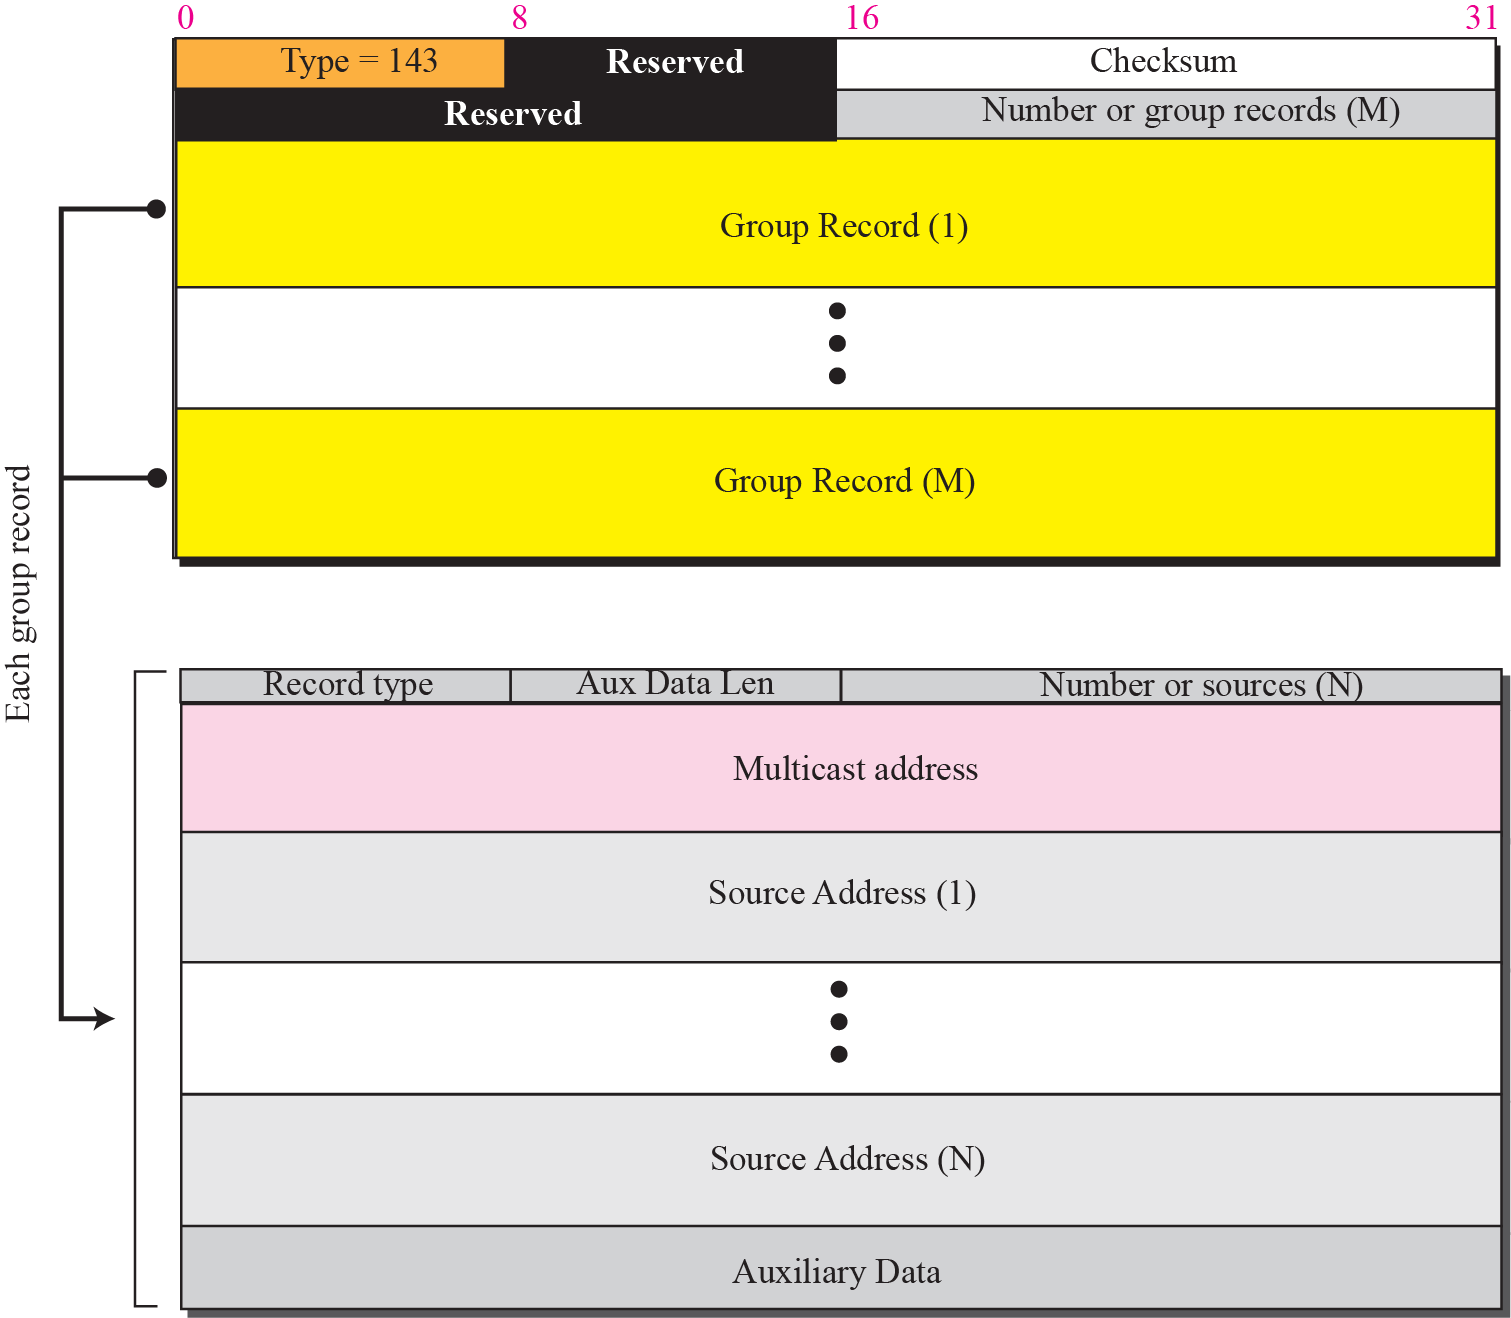 0 8 16 31
Type = 143 Reserved Checksum
Reserved Number or group records (M)
Group Record (1)
Group Record (M)
Each group record
Record type Aux Data Len Number or sources (N)
Multicast address
Source Address (1)
Source Address (N)
Auxiliary Data